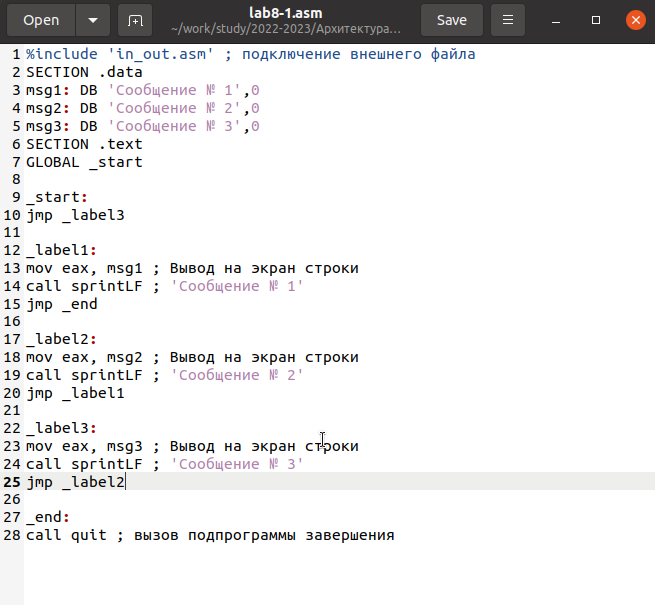 Open lab8-1.asm Save
~/work/study/2022-2023/Архитектура...
1 %include 'in_out.asm' ; подключение внешнего файла
2 SECTION .data
3 msg1: DB 'Сообщение № 1',0
4 msg2: DB 'Сообщение № 2',0
5 msg3: DB 'Сообщение № 3',0
6 SECTION .text
7 GLOBAL _start
8
9 _start:
10 jmp _label3
11
12 _label1:
13 mov eax, msg1 ; Вывод на экран строки
14 call sprintLF ; 'Сообщение № 1'
15 jmp _end
16
17 _label2:
18 mov eax, msg2 ; Вывод на экран строки
19 call sprintLF ; 'Сообщение № 2'
20 jmp _label1
21
22 _label3:
23 mov eax, msg3 ; Вывод на экран строки
24 call sprintLF ; 'Сообщение № 3'
25 jmp _label2
26
27 _end:
28 call quit ; вызов подпрограммы завершения